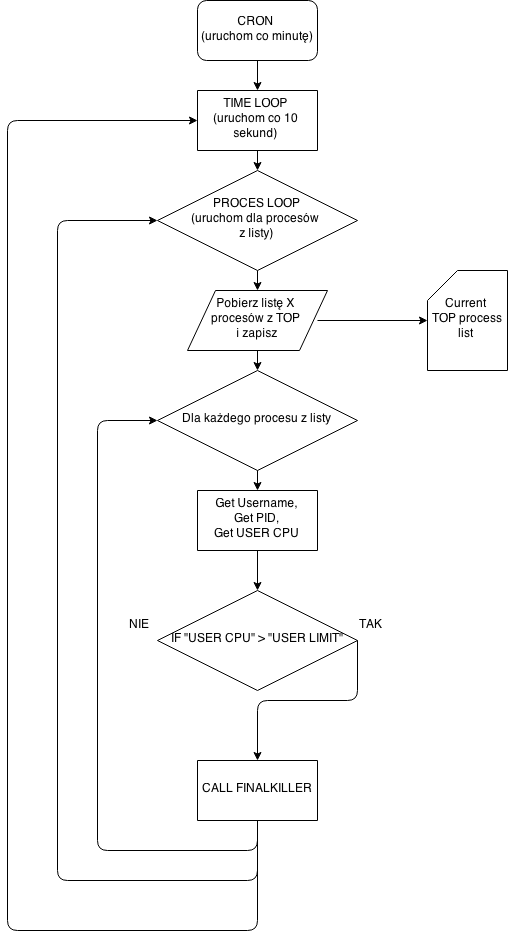 CRON
(uruchom co minutę)
TIME LOOP
(uruchom co 10
sekund)
PROCES LOOP
(uruchom dla procesów
z listy)
Pobierz listę X
procesów z TOP
i zapisz
Current
TOP process
list
Dla każdego procesu z listy
Get Username,
Get PID,
Get USER CPU
NIE
IF "USER CPU" > "USER LIMIT"
TAK
CALL FINALKILLER